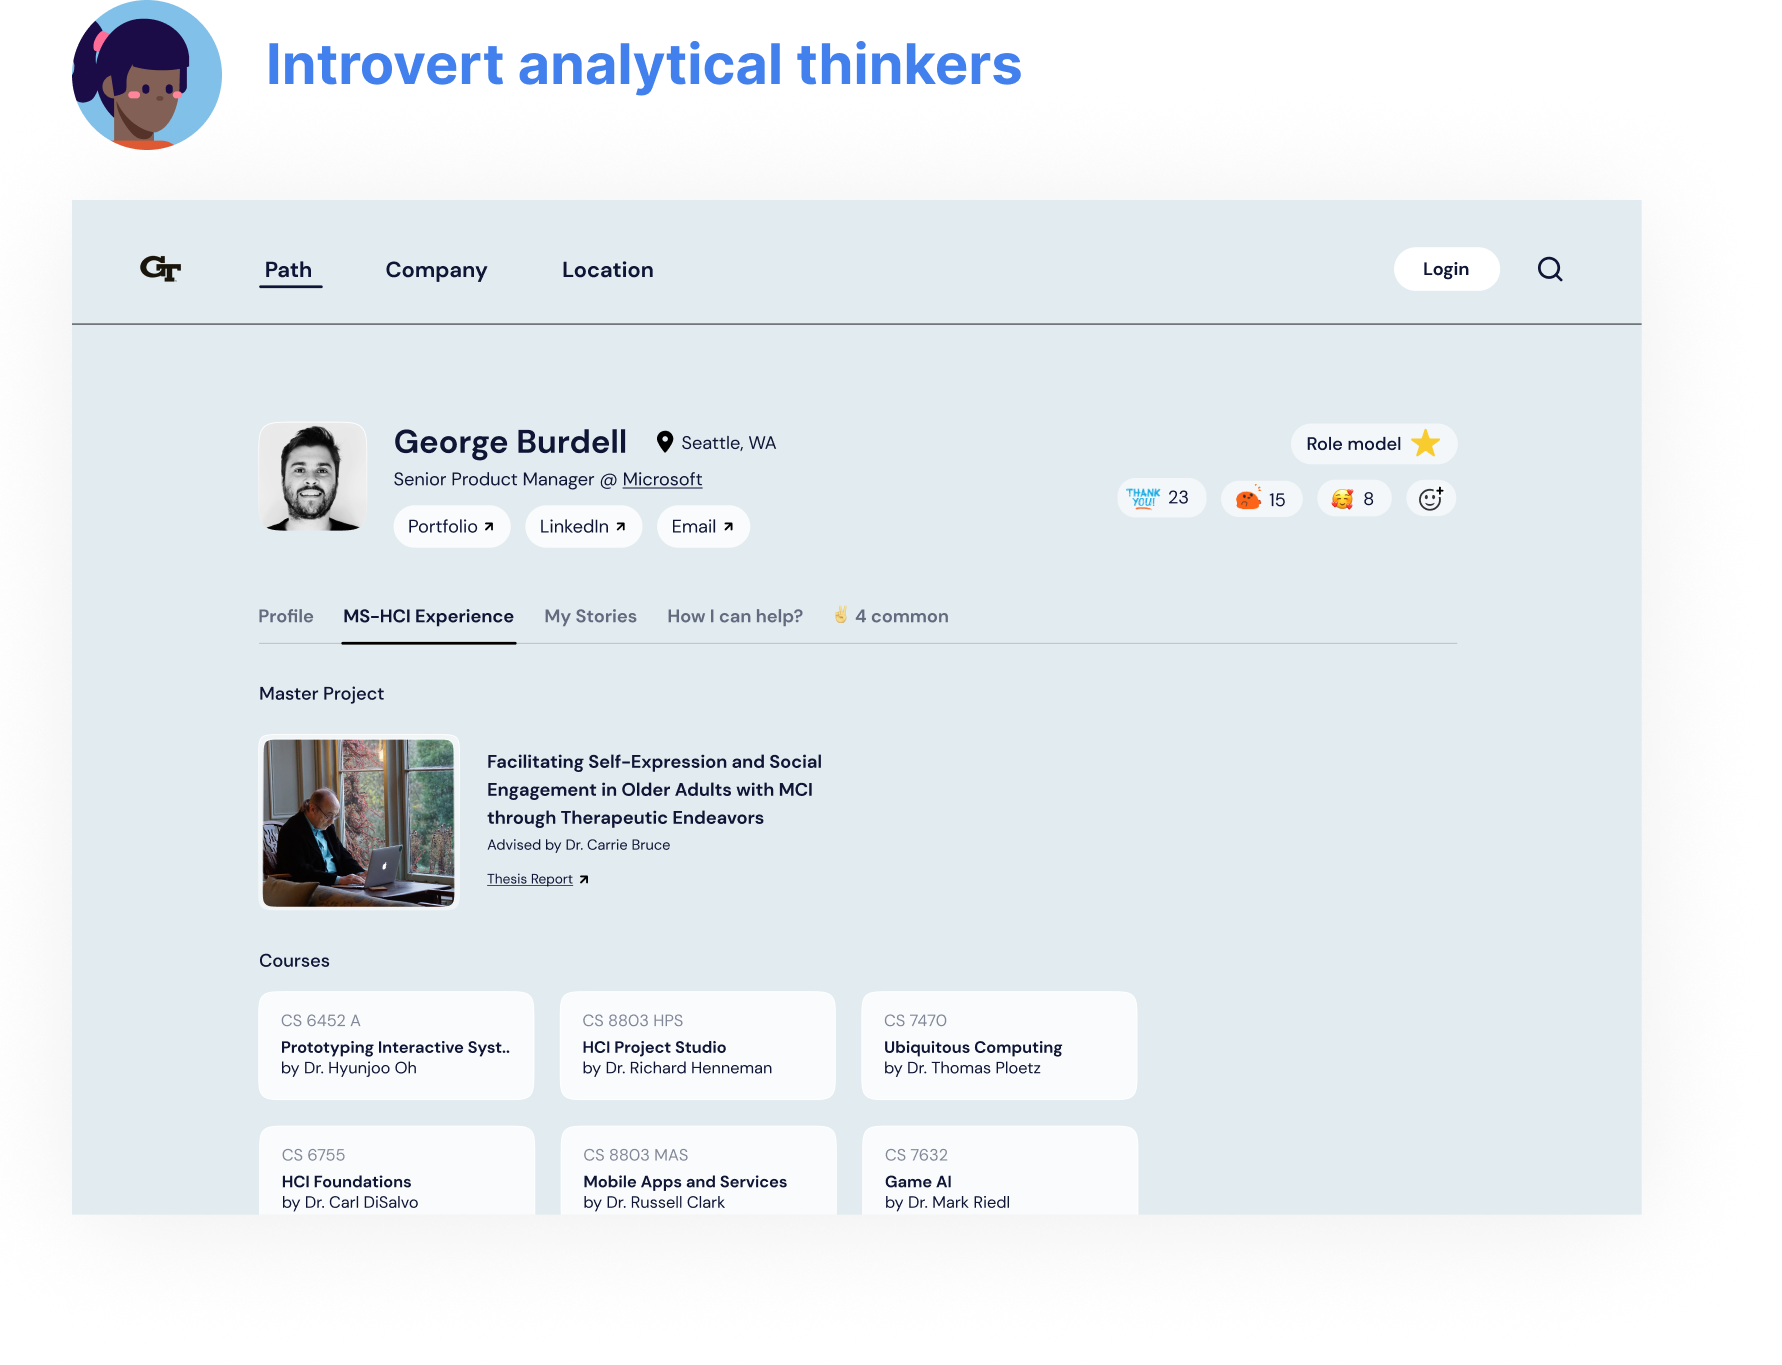 Introvert analytical thinkers
GT
Path
Company
Location
Login
George Burdell
Seattle, WA
Senior Product Manager @ Microsoft
Portfolio
LinkedIn
Email
Role model
THANK YOU! 23
15
8
Profile
MS-HCI Experience
My Stories
How I can help?
4 common
Master Project
Facilitating Self-Expression and Social
Engagement in Older Adults with MCI
through Therapeutic Endeavors
Advised by Dr. Carrie Bruce
Thesis Report
Courses
CS 6452 A
Prototyping Interactive Syst..
by Dr. Hyunjoo Oh
CS 8803 HPS
HCI Project Studio
by Dr. Richard Henneman
CS 7470
Ubiquitous Computing
by Dr. Thomas Ploetz
CS 6755
HCI Foundations
by Dr. Carl DiSalvo
CS 8803 MAS
Mobile Apps and Services
by Dr. Russell Clark
CS 7632
Game AI
by Dr. Mark Riedl